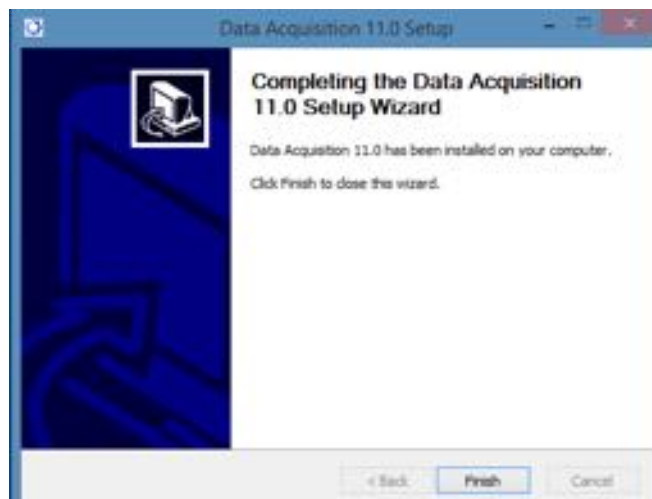 Data Acquisition 11.0 Setup
Completing the Data Acquisition
11.0 Setup Wizard
Data Acquisition 11.0 has been installed on your computer.
Click Finish to close this wizard.
< Back
Finish
Cancel